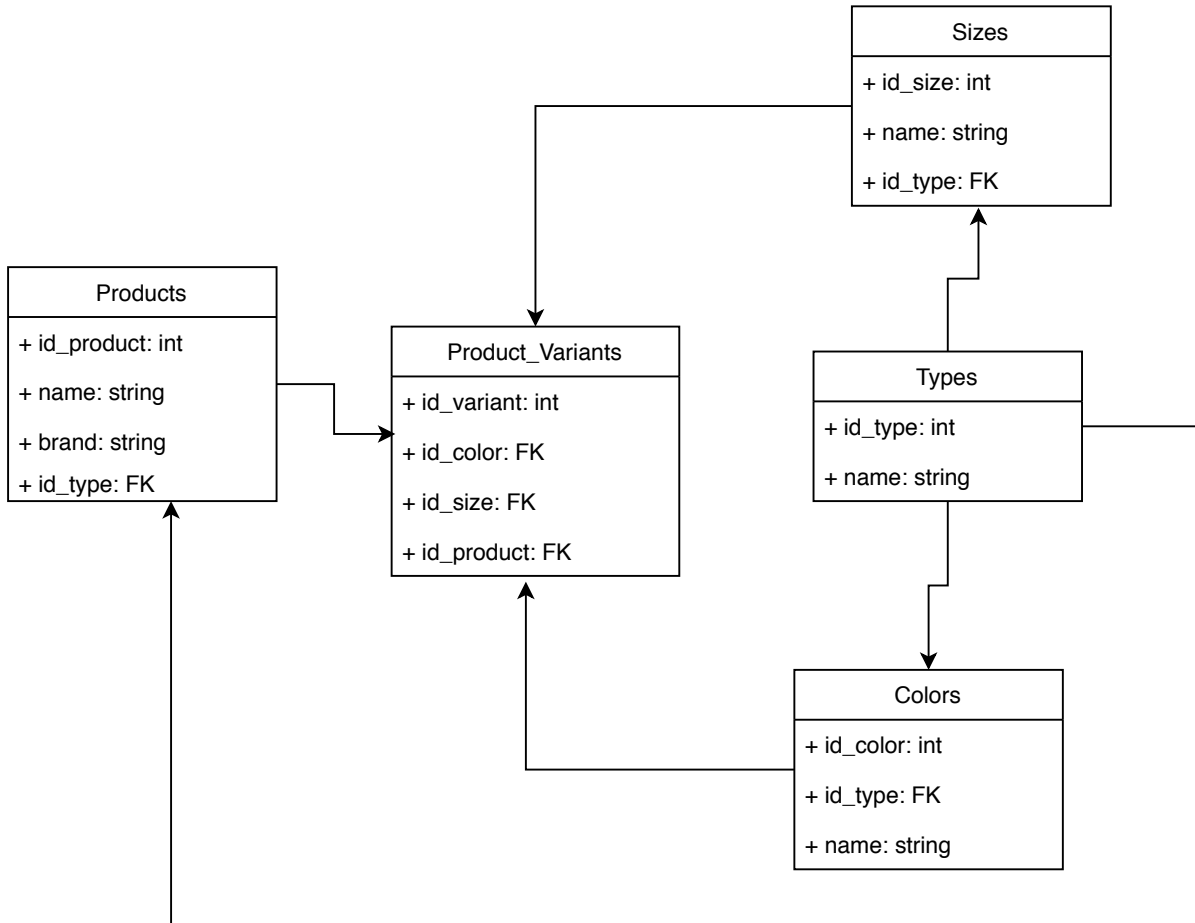 Sizes
+ id_size: int
+ name: string
+ id_type: FK
Products
+ id_product: int
+ name: string
+ brand: string
+ id_type: FK
Product_Variants
+ id_variant: int
+ id_color: FK
+ id_size: FK
+ id_product: FK
Types
+ id_type: int
+ name: string
Colors
+ id_color: int
+ id_type: FK
+ name: string